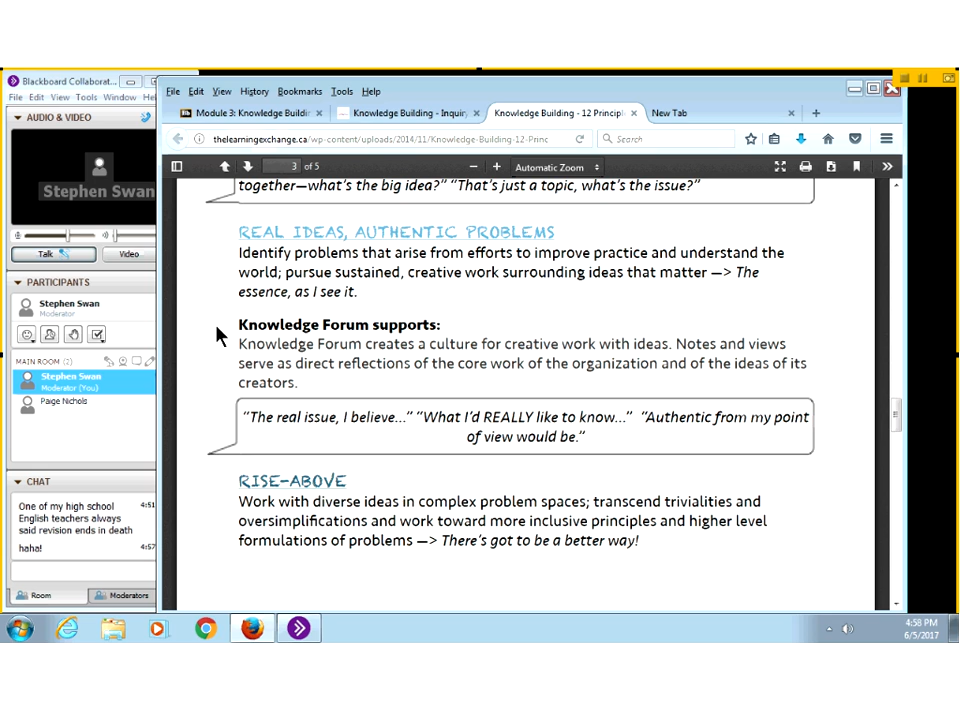 Blackboard Collaborat...
File Edit View Tools Window Hel
AUDIO & VIDEO
Stephen Swan
Talk
Video
PARTICIPANTS
Stephen Swan
Moderator
MAIN ROOM (2)
Stephen Swan
Moderator (You)
Paige Nichols
CHAT
One of my high school 4:51
English teachers always
said revision ends in death
haha! 4:57
Room Moderators
File Edit View History Bookmarks Tools Help
Module 3: Knowledge Buildin × Knowledge Building - Inquiry × Knowledge Building - 12 Principl × New Tab × +
thelearningexchange.ca/wp-content/uploads/2014/11/Knowledge-Building-12-Princ Search
3 of 5 Automatic Zoom
together—what's the big idea?" "That's just a topic, what's the issue?"
REAL IDEAS, AUTHENTIC PROBLEMS
Identify problems that arise from efforts to improve practice and understand the
world; pursue sustained, creative work surrounding ideas that matter —> The
essence, as I see it.
Knowledge Forum supports:
Knowledge Forum creates a culture for creative work with ideas. Notes and views
serve as direct reflections of the core work of the organization and of the ideas of its
creators.
"The real issue, I believe..." "What I'd REALLY like to know..." "Authentic from my point
of view would be."
RISE-ABOVE
Work with diverse ideas in complex problem spaces; transcend trivialities and
oversimplifications and work toward more inclusive principles and higher level
formulations of problems —> There's got to be a better way!
4:58 PM
6/5/2017